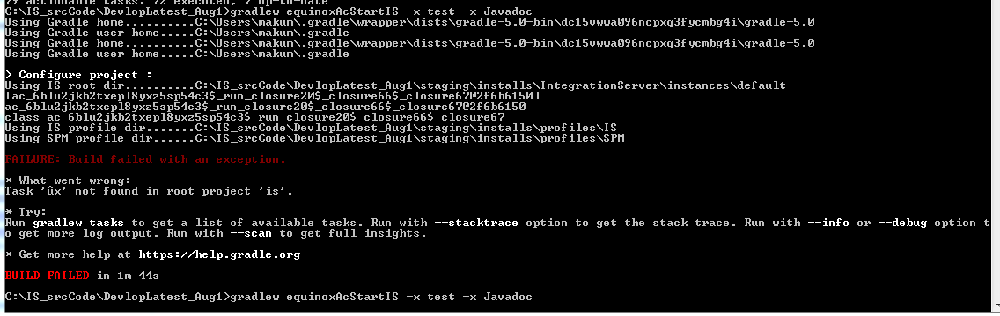 79 actionable tasks: 72 executed, 7 up-to-date
C:\IS_srcCode\DevlopLatest_Aug1>gradlew equinoxAcStartIS -x test -x Javadoc
Using Gradle home.........C:\Users\makum\.gradle\wrapper\dists\gradle-5.0-bin\dc15vwwa096ncpxq3fycmbg4i\gradle-5.0
Using Gradle user home.....C:\Users\makum\.gradle
Using Gradle home.........C:\Users\makum\.gradle\wrapper\dists\gradle-5.0-bin\dc15vwwa096ncpxq3fycmbg4i\gradle-5.0
Using Gradle user home.....C:\Users\makum\.gradle
> Configure project :
Using IS root dir..........C:\IS_srcCode\DevlopLatest_Aug1\staging\installs\IntegrationServer\instances\default
[ac_6blu2jkb2txepl8yxz5sp54c3$_run_closure20$_closure66$_closure67@2f6b6150]
ac_6blu2jkb2txepl8yxz5sp54c3$_run_closure20$_closure66$_closure67@2f6b6150
class ac_6blu2jkb2txepl8yxz5sp54c3$_run_closure20$_closure66$_closure67
Using IS profile dir.......C:\IS_srcCode\DevlopLatest_Aug1\staging\installs\profiles\IS
Using SPM profile dir......C:\IS_srcCode\DevlopLatest_Aug1\staging\installs\profiles\SPM
FAILURE: Build failed with an exception.
* What went wrong:
Task 'ûx' not found in root project 'is'.
* Try:
Run gradlew tasks to get a list of available tasks. Run with --stacktrace option to get the stack trace. Run with --info or --debug option t
o get more log output. Run with --scan to get full insights.
* Get more help at https://help.gradle.org
BUILD FAILED in 1m 44s
C:\IS_srcCode\DevlopLatest_Aug1>gradlew equinoxAcStartIS -x test -x Javadoc